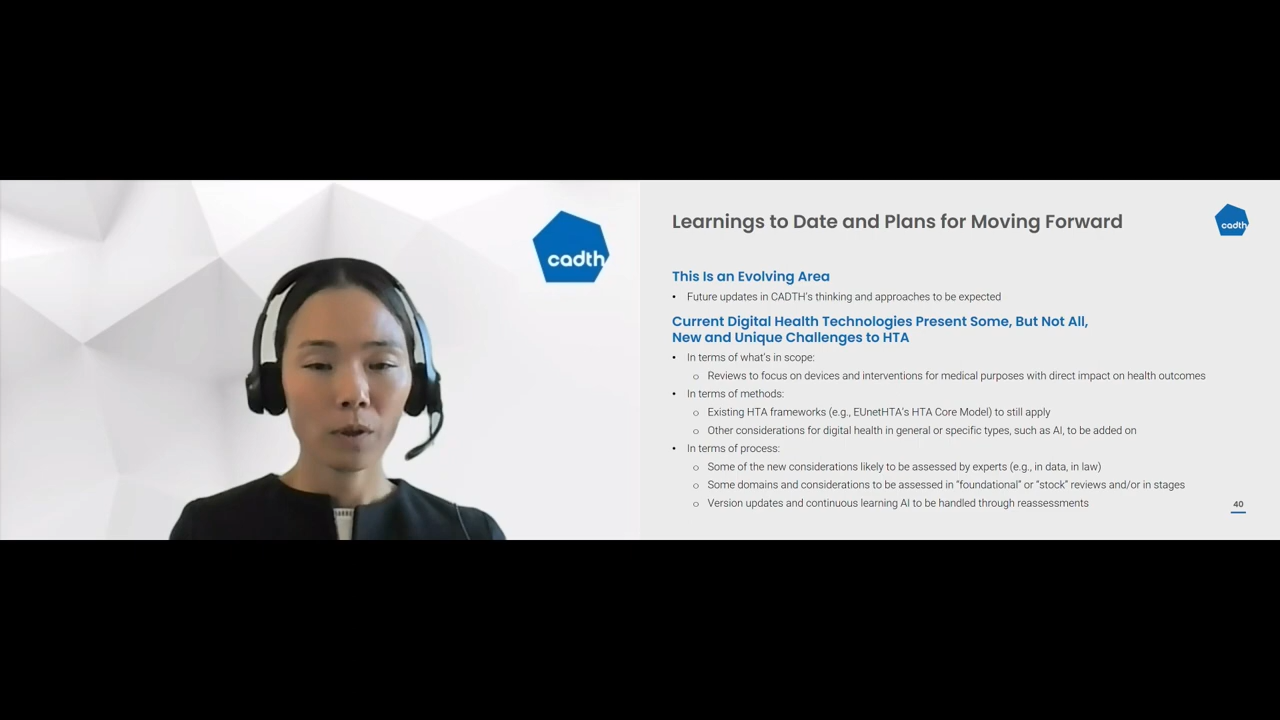 cadth
Learnings to Date and Plans for Moving Forward
cadth
This Is an Evolving Area
• Future updates in CADTH's thinking and approaches to be expected
Current Digital Health Technologies Present Some, But Not All,
New and Unique Challenges to HTA
• In terms of what's in scope:
o Reviews to focus on devices and interventions for medical purposes with direct impact on health outcomes
• In terms of methods:
o Existing HTA frameworks (e.g., EUnetHTA's HTA Core Model) to still apply
o Other considerations for digital health in general or specific types, such as AI, to be added on
• In terms of process:
o Some of the new considerations likely to be assessed by experts (e.g., in data, in law)
o Some domains and considerations to be assessed in “foundational” or “stock” reviews and/or in stages
o Version updates and continuous learning AI to be handled through reassessments
40